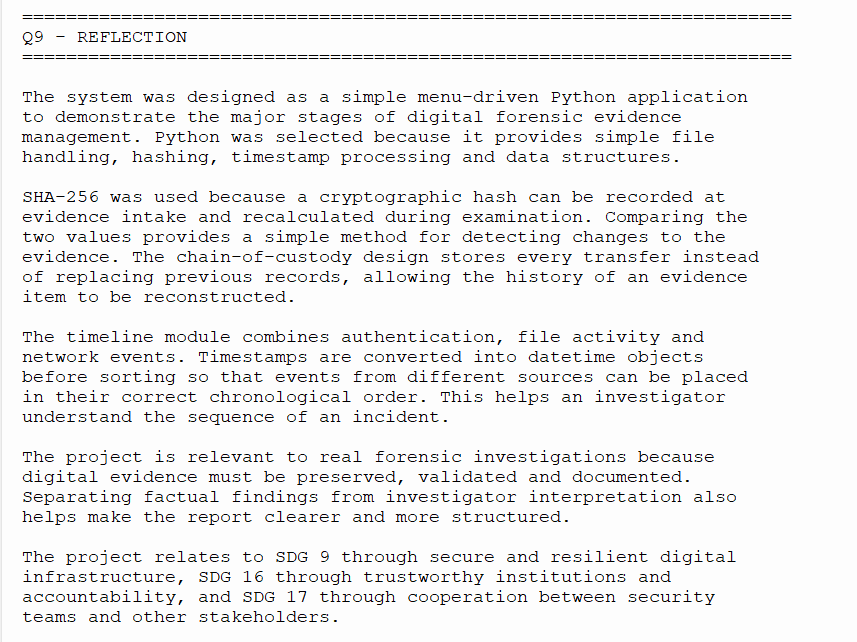 ======================================================================
Q9 - REFLECTION
======================================================================
The system was designed as a simple menu-driven Python application
to demonstrate the major stages of digital forensic evidence
management. Python was selected because it provides simple file
handling, hashing, timestamp processing and data structures.
SHA-256 was used because a cryptographic hash can be recorded at
evidence intake and recalculated during examination. Comparing the
two values provides a simple method for detecting changes to the
evidence. The chain-of-custody design stores every transfer instead
of replacing previous records, allowing the history of an evidence
item to be reconstructed.
The timeline module combines authentication, file activity and
network events. Timestamps are converted into datetime objects
before sorting so that events from different sources can be placed
in their correct chronological order. This helps an investigator
understand the sequence of an incident.
The project is relevant to real forensic investigations because
digital evidence must be preserved, validated and documented.
Separating factual findings from investigator interpretation also
helps make the report clearer and more structured.
The project relates to SDG 9 through secure and resilient digital
infrastructure, SDG 16 through trustworthy institutions and
accountability, and SDG 17 through cooperation between security
teams and other stakeholders.